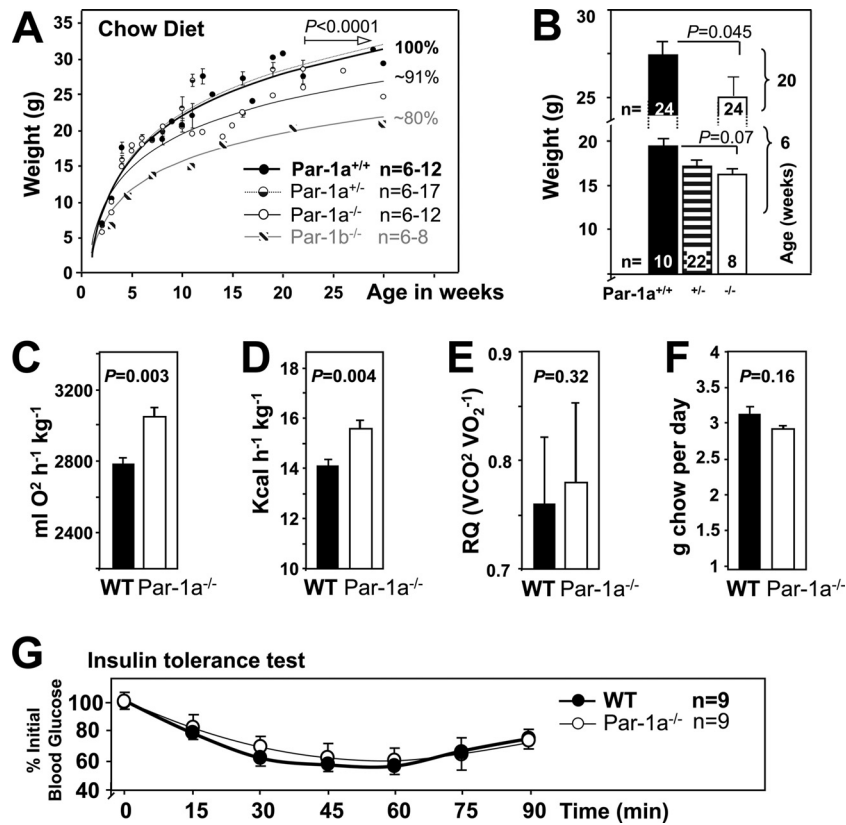 A
Chow Diet
P<0.0001
100%
~91%
~80%
Weight (g)
35
30
25
20
15
10
5
0
Par-1a+/+ n=6-12
Par-1a+/- n=6-17
Par-1a-/- n=6-12
Par-1b-/- n=6-8
0 5 10 15 20 Age in weeks
B
Weight (g)
30
25
20
15
10
P=0.045
20
n= 24 24
P=0.07
6
Age (weeks)
n= 10 22 8
Par-1a+/+ +/- -/-
C
P=0.003
ml O² h⁻¹ kg⁻¹
3200
2800
2400
WT Par-1a-/-
D
P=0.004
Kcal h⁻¹ kg⁻¹
18
16
14
12
10
WT Par-1a-/-
E
P=0.32
RQ (VCO² VO₂⁻¹)
0.9
0.8
0.7
WT Par-1a-/-
F
P=0.16
g chow per day
4
3
3
2
2
1
1
WT Par-1a-/-
G
Insulin tolerance test
% Initial
Blood Glucose
100
80
60
40
WT n=9
Par-1a-/- n=9
0 15 30 45 60 75 90 Time (min)